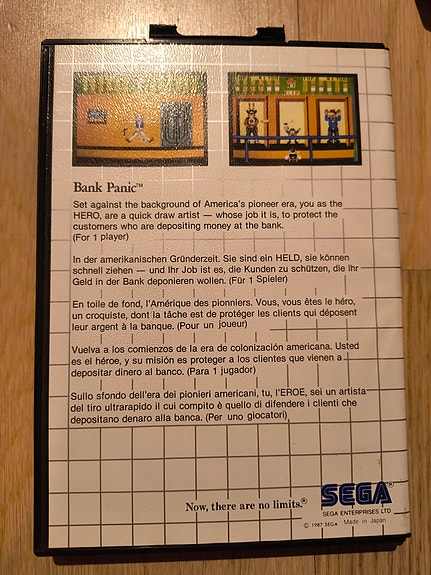 Bank Panic™
Set against the background of America's pioneer era, you as the
HERO, are a quick draw artist — whose job it is, to protect the
customers who are depositing money at the bank.
(For 1 player)
In der amerikanischen Gründerzeit. Sie sind ein HELD, sie können
schnell ziehen — und Ihr Job ist es, die Kunden zu schützen, die Ihr
Geld in der Bank deponieren wollen. (Für 1 Spieler)
En toile de fond, l'Amérique des pionniers. Vous, vous êtes le héro,
un croquiste, dont la tâche est de protéger les clients qui déposent
leur argent à la banque. (Pour un joueur)
Vuelva a los comienzos de la era de colonización americana. Usted
es el héroe, y su misión es proteger a los clientes que vienen a
depositar dinero al banco. (Para 1 jugador)
Sullo sfondo dell'era dei pionieri americani, tu, l'EROE, sei un artista
del tiro ultrarapido il cui compito è quello di difendere i clienti che
depositano denaro alla banca. (Per uno giocatori)
Now, there are no limits.®
SEGA
SEGA ENTERPRISES LTD.
© 1987 SEGA Made in Japan